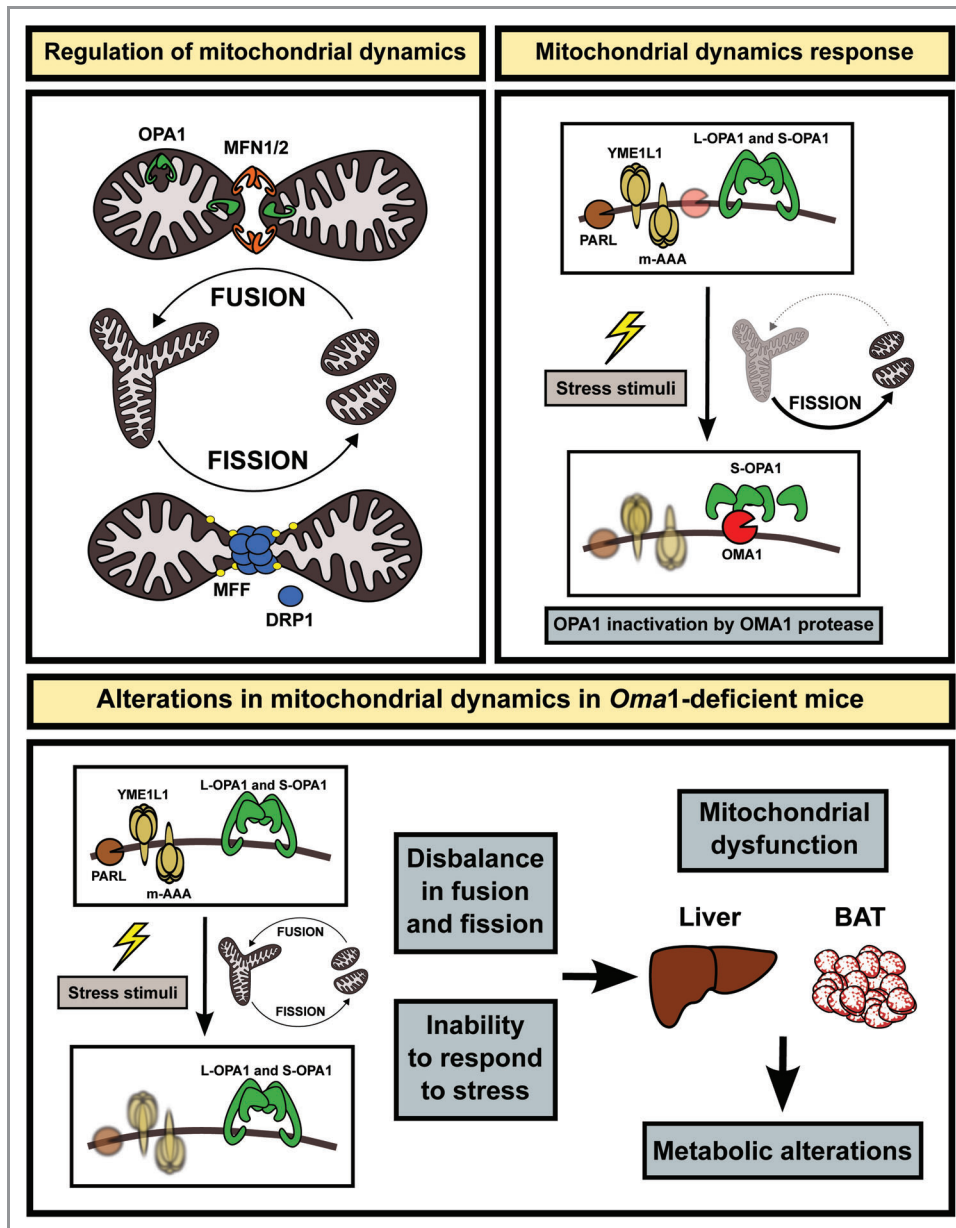 Regulation of mitochondrial dynamics
OPA1
MFN1/2
FUSION
FISSION
MFF
DRP1
Mitochondrial dynamics response
L-OPA1 and S-OPA1
YME1L1
PARL
m-AAA
Stress stimuli
FISSION
S-OPA1
OMA1
OPA1 inactivation by OMA1 protease
Alterations in mitochondrial dynamics in Oma1-deficient mice
L-OPA1 and S-OPA1
YME1L1
PARL
m-AAA
FUSION
Stress stimuli
FISSION
L-OPA1 and S-OPA1
Disbalance
in fusion
and fission
Inability
to respond
to stress
Mitochondrial
dysfunction
Liver
BAT
Metabolic alterations